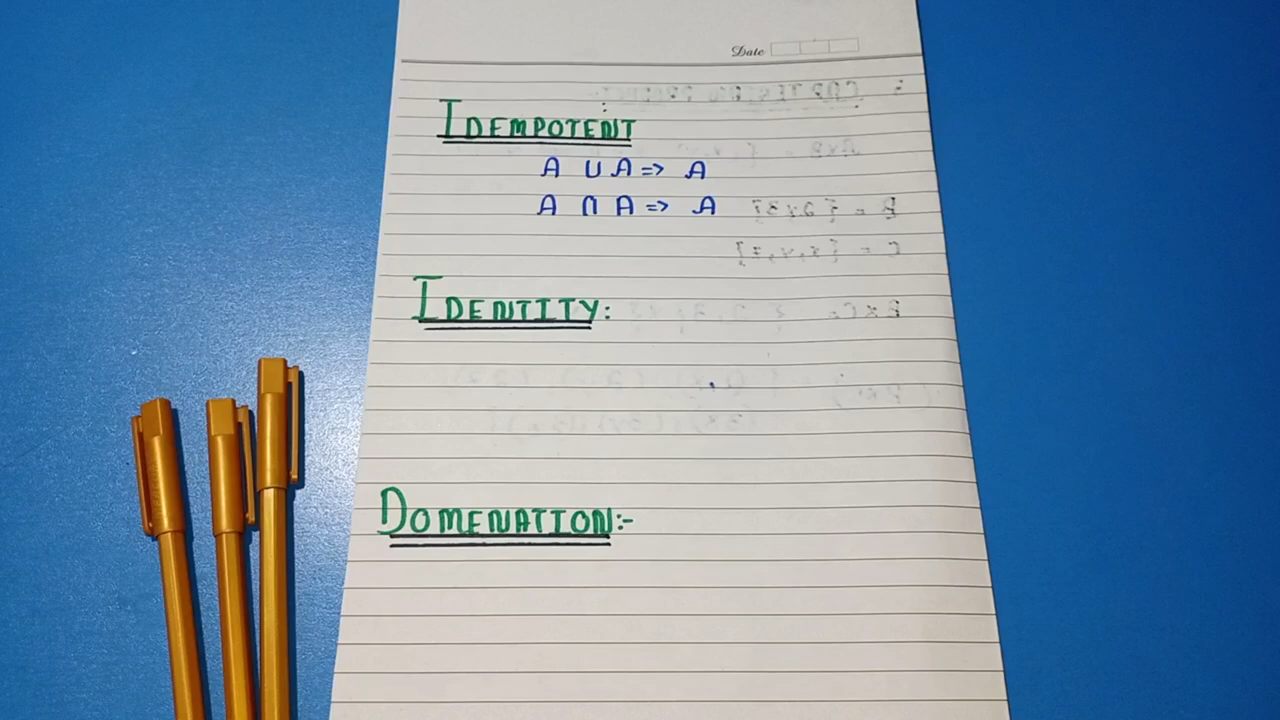 Date
IDEMPOTENT
A U A => A
A ∩ A => A
IDENTITY:
DOMENATION:-